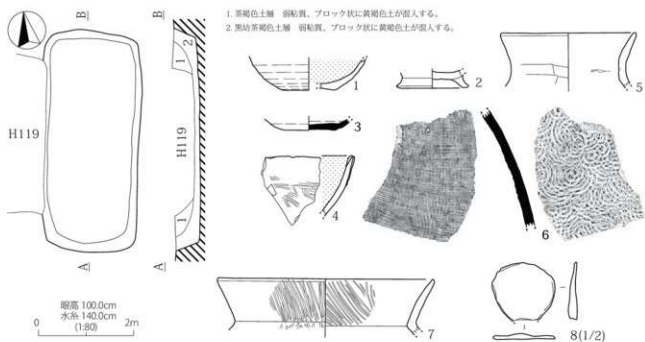 1. 茶褐色土層 弱粘質、ブロック状に黄褐色土が混入する。
2. 黒幼茶褐色土層 弱粘質、ブロック状に黄褐色土が混入する。
B
B
2
1
H119
H119
1
A
A
眼高 100.0cm
水糸 140.0cm
(1:80)
0 2m
1
2
3
4
5
6
7
8(1/2)